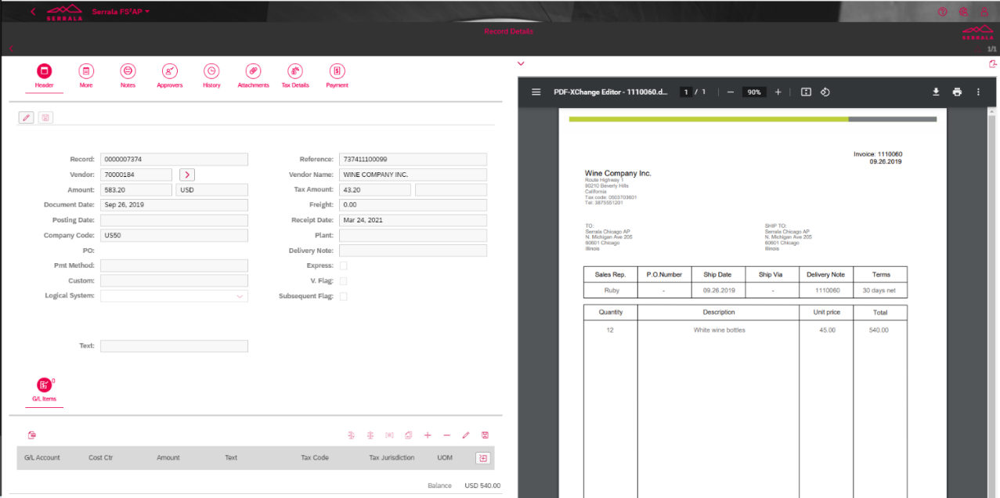 SERRALA
Serrala FS²AP
Record Details
SERRALA
1/1
Header
More
Notes
Approvers
History
Attachments
Tax Details
Payment
Record: 0000007374
Reference: 737411100099
Vendor: 70000184
Vendor Name: WINE COMPANY INC.
Amount: 583.20 USD
Tax Amount: 43.20
Document Date: Sep 26, 2019
Freight: 0.00
Posting Date:
Receipt Date: Mar 24, 2021
Company Code: US50
Plant:
PO:
Delivery Note:
Pmt Method:
Express:
Custom:
V. Flag:
Logical System:
Subsequent Flag:
Text:
0
G/L Items
G/L Account Cost Ctr Amount Text Tax Code Tax Jurisdiction UOM
Balance USD 540.00
PDF-XChange Editor - 1110060.d... 1 / 1 — 90% +
Invoice: 1110060
09.26.2019
Wine Company Inc.
Route Highway 1
90210 Beverly Hills
California
Tax code: 0503703801
Tel: 3875551201
TO:
Serrala Chicago AP
N. Michigan Ave 205
60601 Chicago
Illinois
SHIP TO:
Serrala Chicago AP
N. Michigan Ave 205
60601 Chicago
Illinois
Sales Rep. P.O.Number Ship Date Ship Via Delivery Note Terms
Ruby - 09.26.2019 - 1110060 30 days net
Quantity Description Unit price Total
12 White wine bottles 45.00 540.00